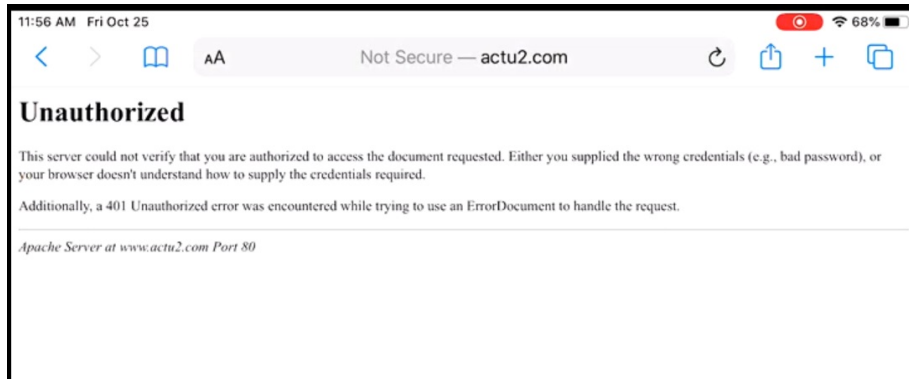 11:56 AM Fri Oct 25
68%
AA
Not Secure — actu2.com
Unauthorized
This server could not verify that you are authorized to access the document requested. Either you supplied the wrong credentials (e.g., bad password), or
your browser doesn't understand how to supply the credentials required.
Additionally, a 401 Unauthorized error was encountered while trying to use an ErrorDocument to handle the request.
Apache Server at www.actu2.com Port 80